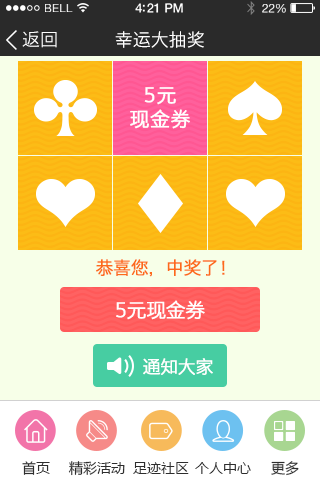 BELL 4:21 PM 22%
返回 幸运大抽奖
5元
现金券
恭喜您，中奖了！
5元现金券
通知大家
首页 精彩活动 足迹社区 个人中心 更多